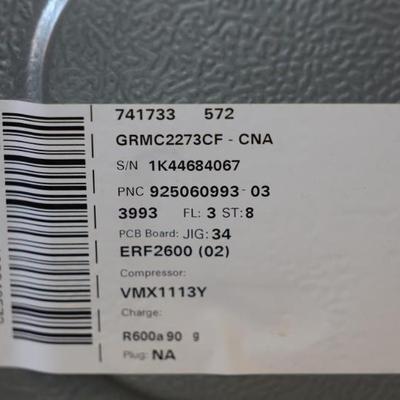 741733 572
GRMC2273CF - CNA
S/N 1K44684067
PNC 925060993-03
3993 FL: 3 ST: 8
PCB Board: JIG: 34
ERF2600 (02)
Compressor:
VMX1113Y
Charge:
R600a 90 g
Plug: NA